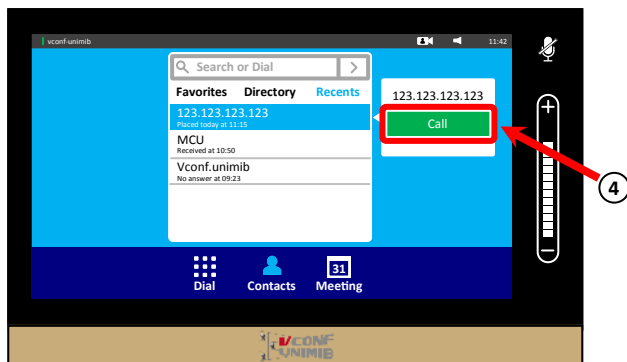 vconf-unimib
11:42
Search or Dial
Favorites Directory Recents
123.123.123.123
Placed today at 11:15
MCU
Received at 10:50
Vconf.unimib
No answer at 09:23
123.123.123.123
Call
4
31
Dial Contacts Meeting
VCONF
UNIMIB